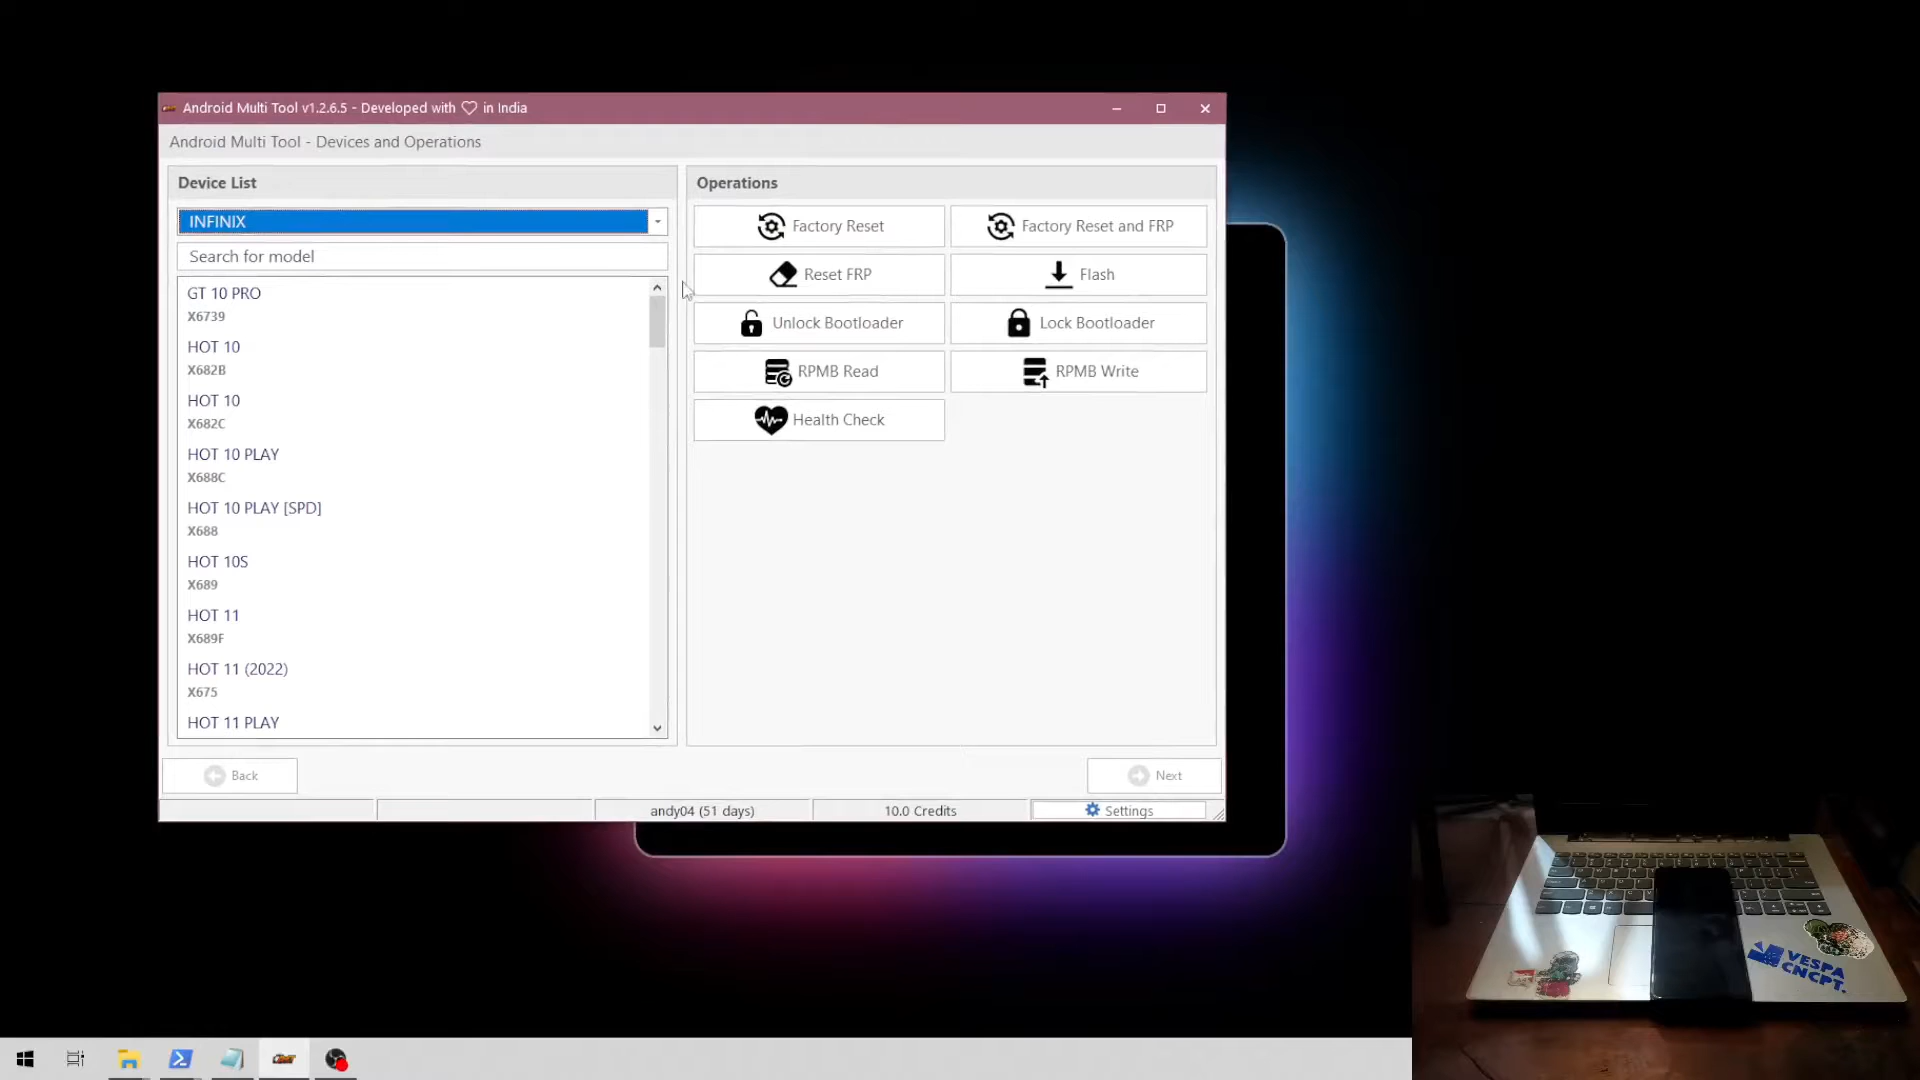 Android Multi Tool v1.2.6.5 - Developed with ♡ in India
Android Multi Tool - Devices and Operations
Device List
INFINIX
Search for model
GT 10 PRO
X6739
HOT 10
X682B
HOT 10
X682C
HOT 10 PLAY
X688C
HOT 10 PLAY [SPD]
X688
HOT 10S
X689
HOT 11
X689F
HOT 11 (2022)
X675
HOT 11 PLAY
Operations
Factory Reset
Factory Reset and FRP
Reset FRP
Flash
Unlock Bootloader
Lock Bootloader
RPMB Read
RPMB Write
Health Check
Back
Next
andy04 (51 days)
10.0 Credits
Settings
VESPA
CNCPT.